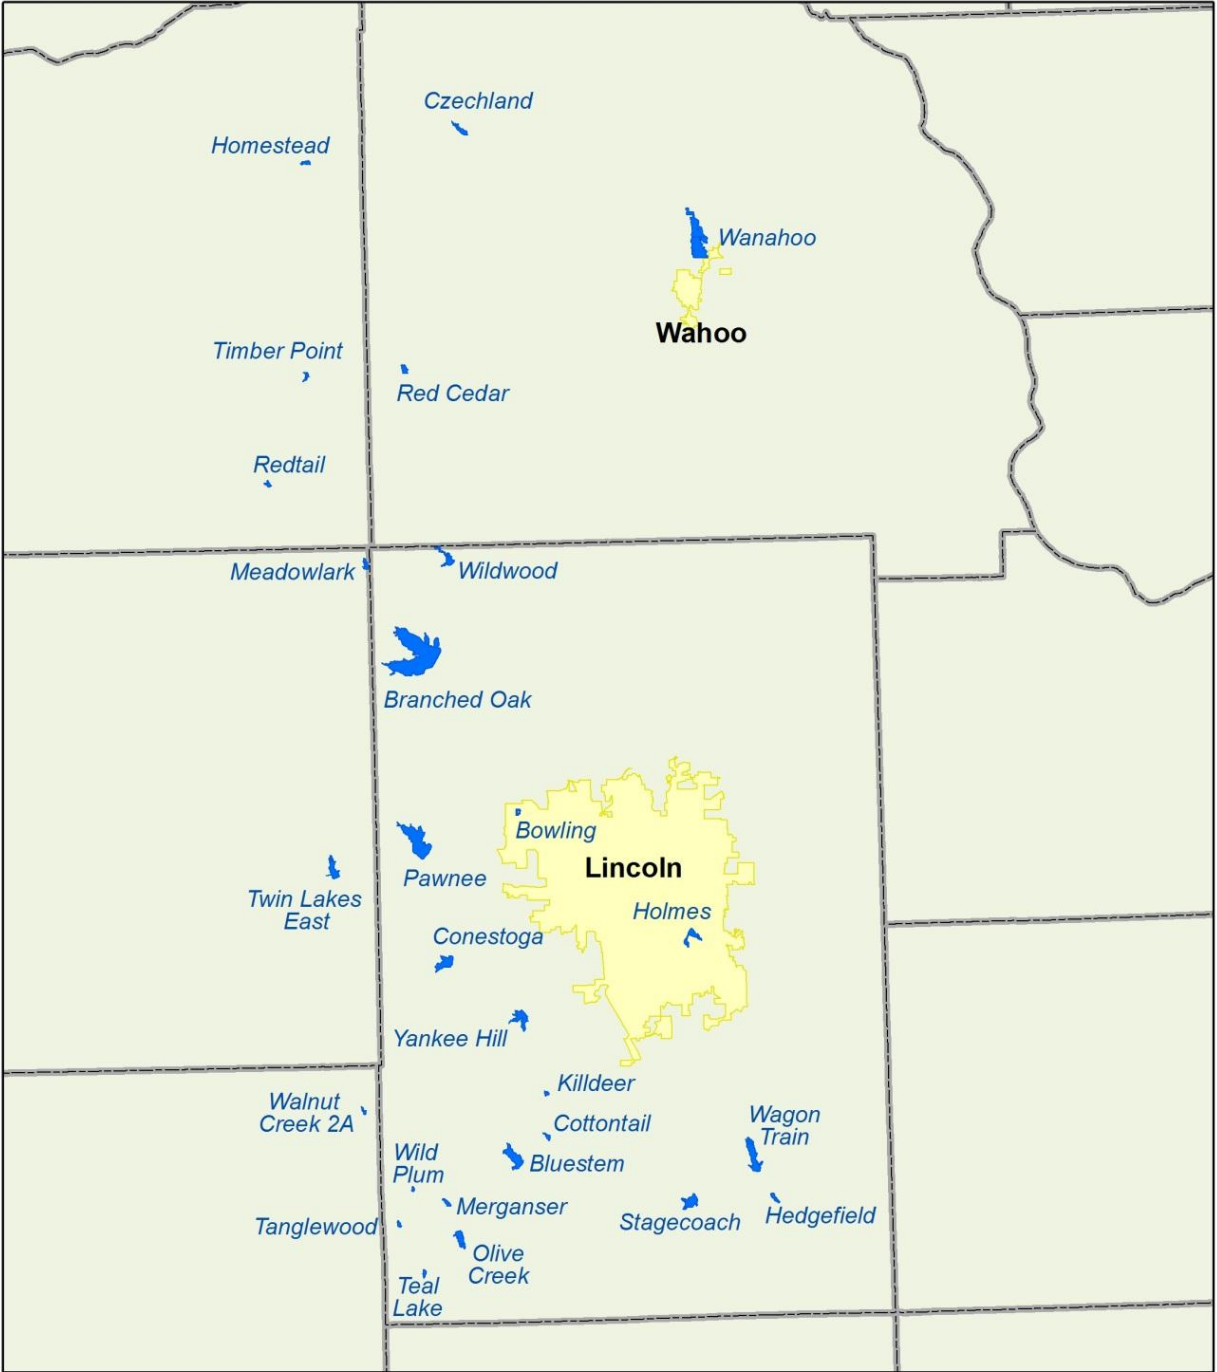 Czechland
Homestead
Wanahoo
Wahoo
Timber Point
Red Cedar
Redtail
Meadowlark
Wildwood
Branched Oak
Bowling
Lincoln
Pawnee
Twin Lakes
East
Holmes
Conestoga
Yankee Hill
Killdeer
Walnut
Creek 2A
Cottontail
Wagon
Train
Wild
Plum
Bluestem
Merganser
Tanglewood
Stagecoach
Hedgefield
Olive
Creek
Teal
Lake